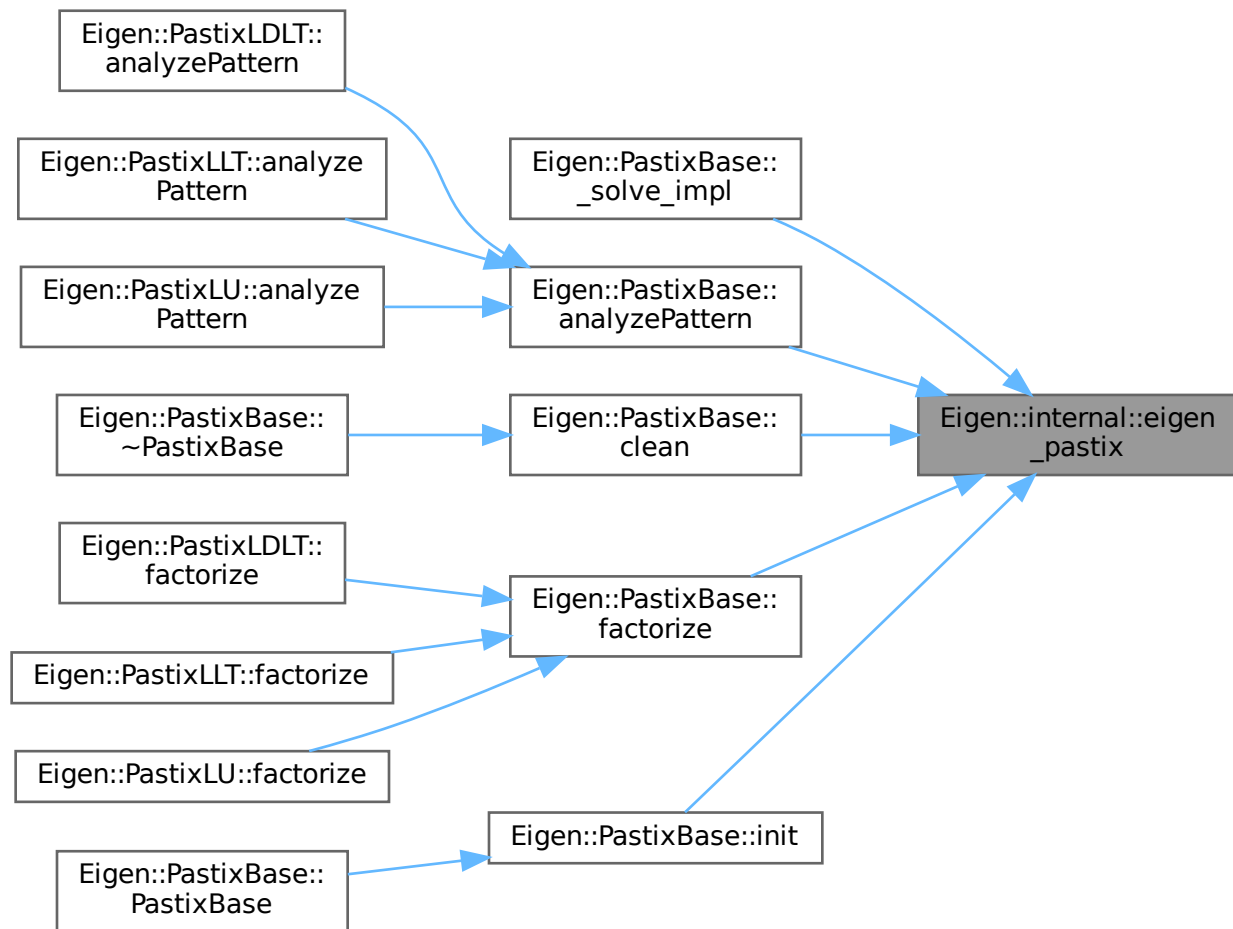 Eigen::PastixLDLT::
analyzePattern
Eigen::PastixLLT::analyze
Pattern
Eigen::PastixLU::analyze
Pattern
Eigen::PastixBase::
~PastixBase
Eigen::PastixLDLT::
factorize
Eigen::PastixLLT::factorize
Eigen::PastixLU::factorize
Eigen::PastixBase::
PastixBase
Eigen::PastixBase::
_solve_impl
Eigen::PastixBase::
analyzePattern
Eigen::PastixBase::
clean
Eigen::PastixBase::
factorize
Eigen::PastixBase::init
Eigen::internal::eigen
_pastix